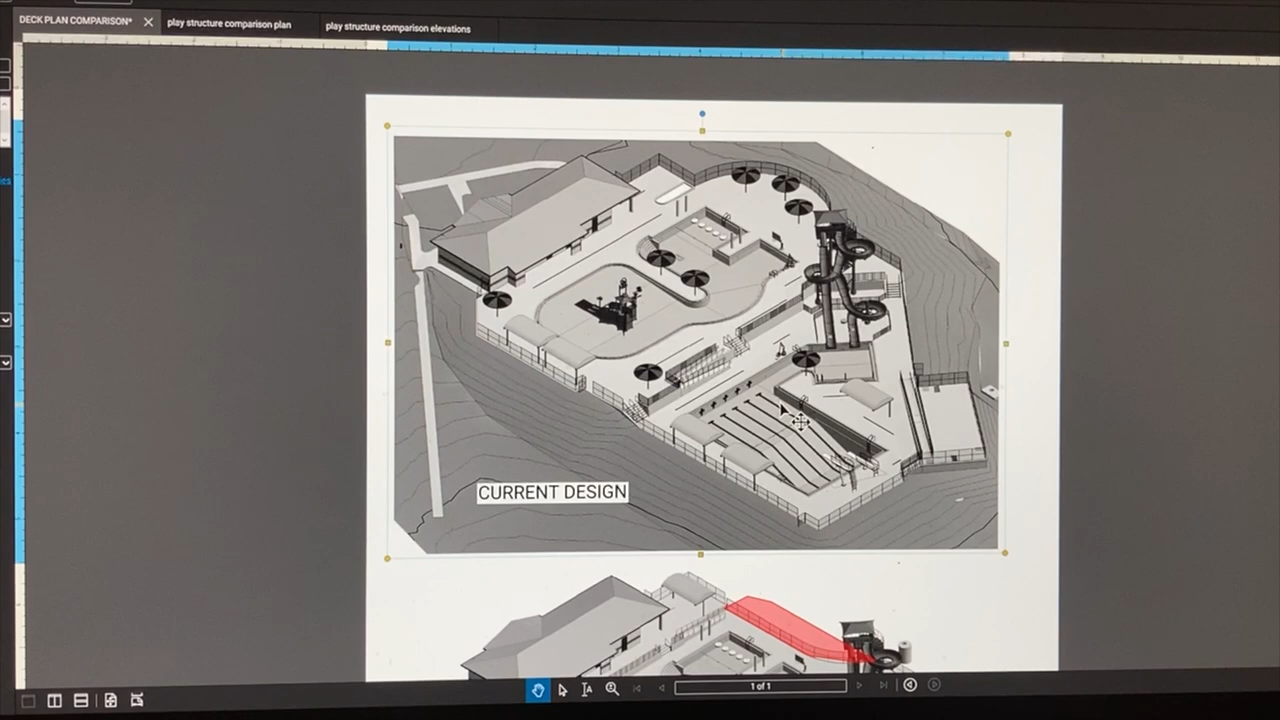 DECK PLAN COMPARISON*
play structure comparison plan
play structure comparison elevations
CURRENT DESIGN
1 of 1